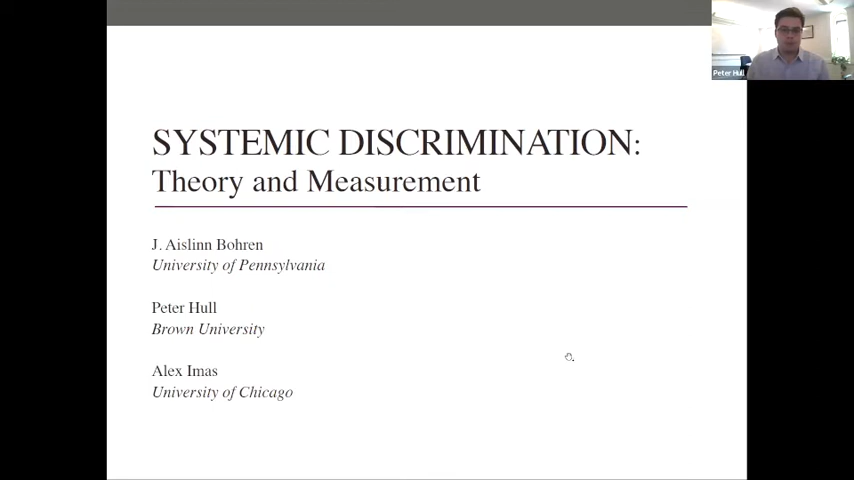 Peter Hull
SYSTEMIC DISCRIMINATION:
Theory and Measurement
J. Aislinn Bohren
University of Pennsylvania
Peter Hull
Brown University
Alex Imas
University of Chicago